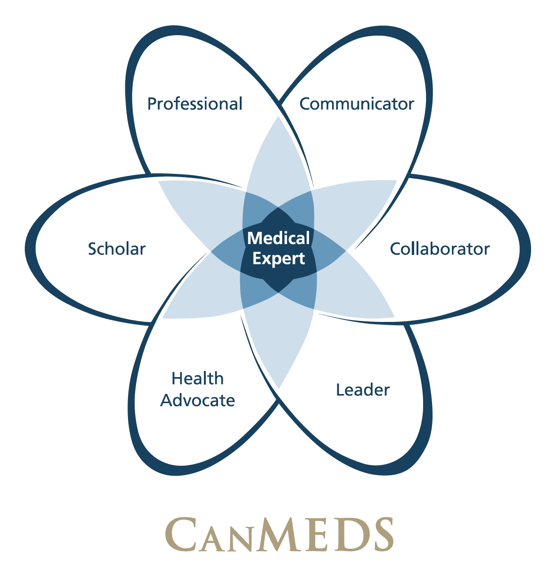 Professional
Communicator
Scholar
Medical
Expert
Collaborator
Health
Advocate
Leader
CANMEDS